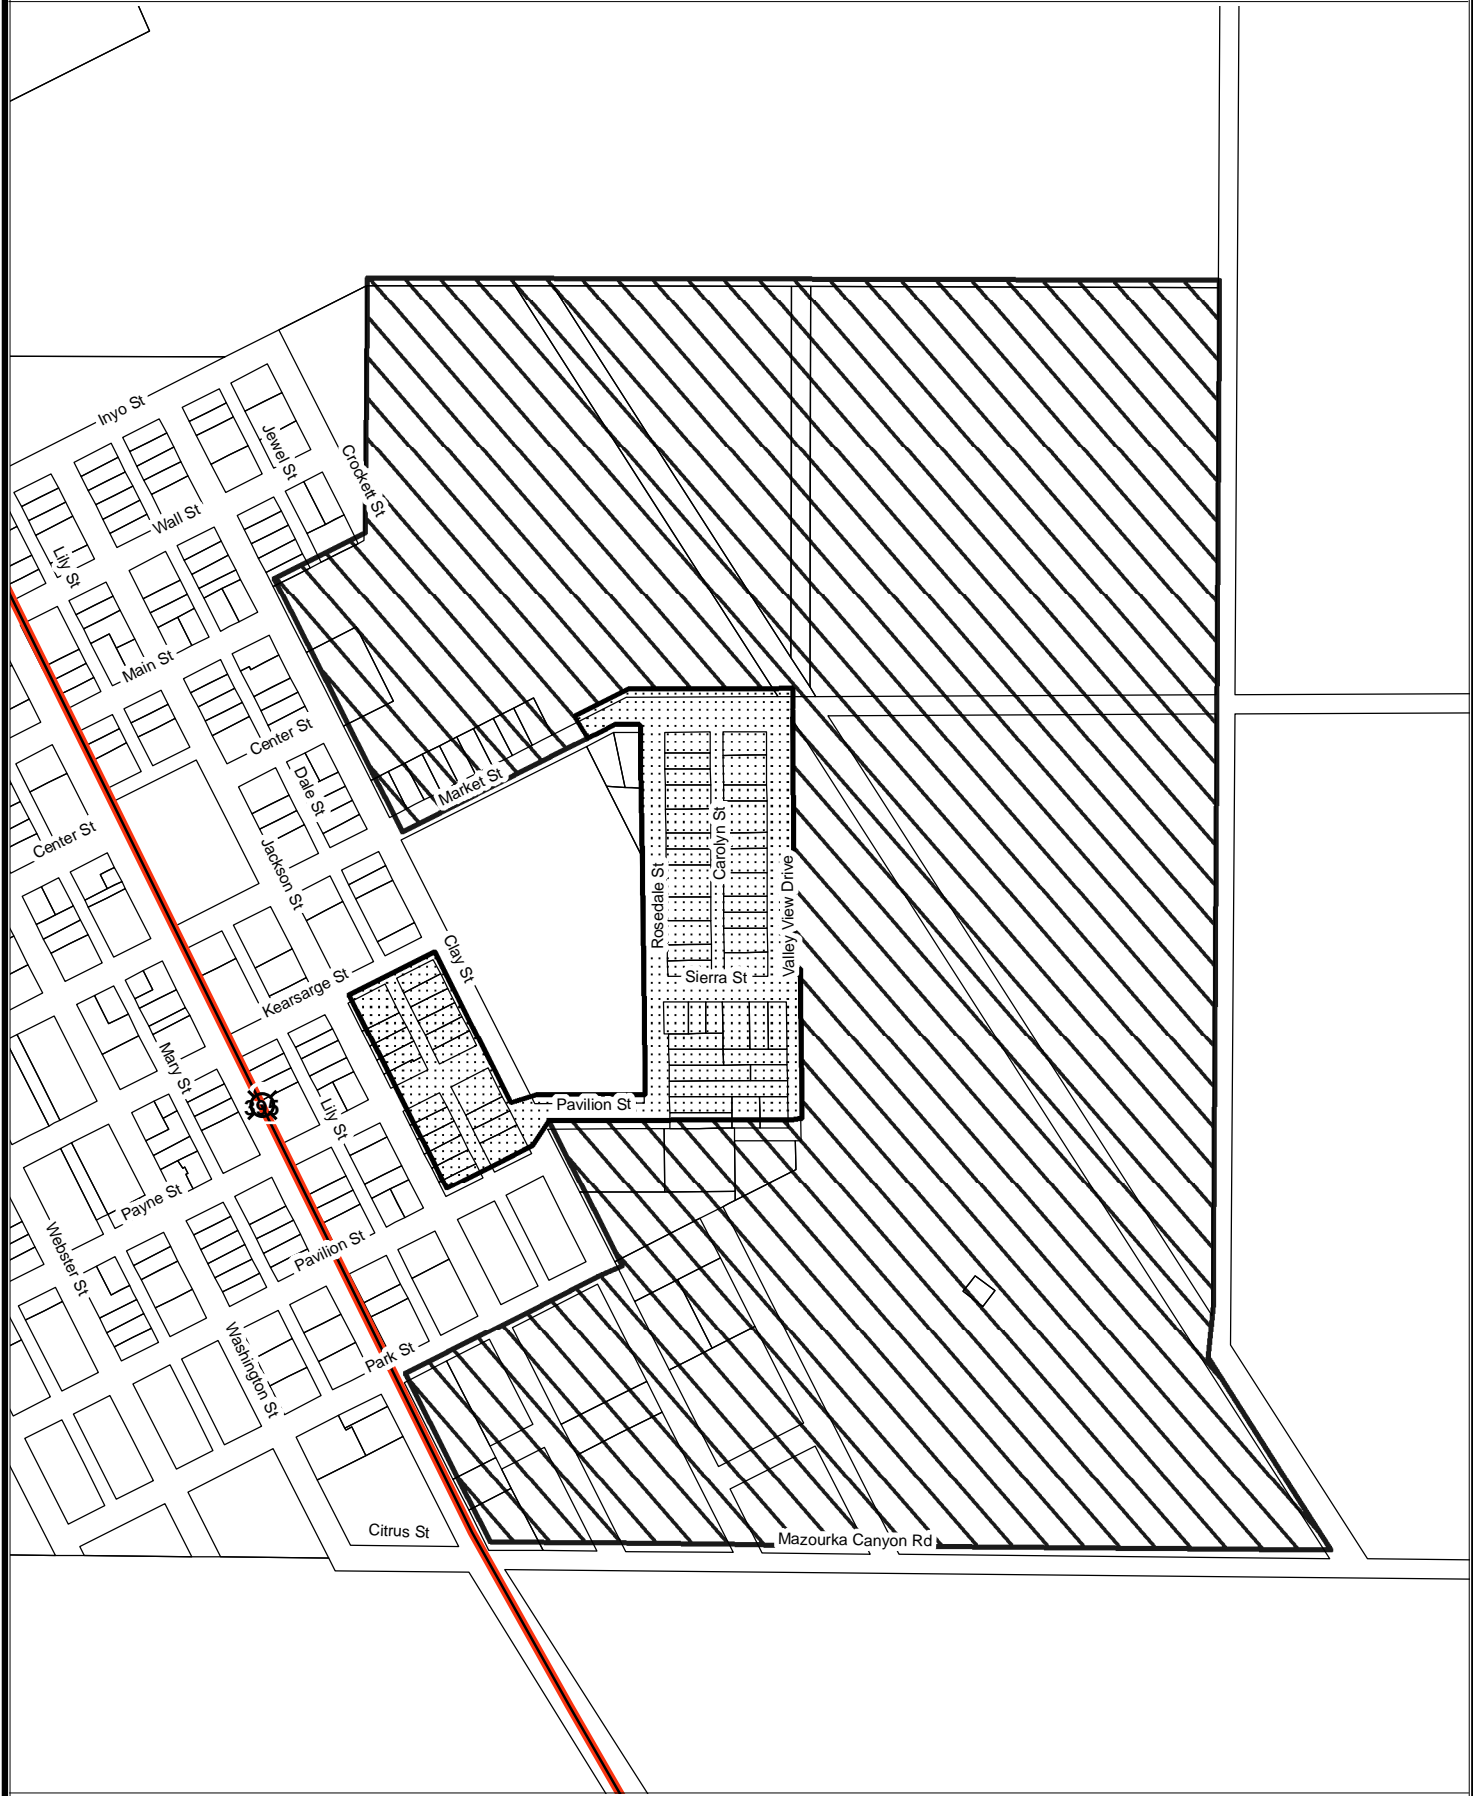 Inyo St
Jewel St
Crockett St
Wall St
Lily St
Main St
Center St
Market St
Dale St
Center St
Jackson St
Carolyn St
Rosedale St
Valley View Drive
Clay St
Sierra St
Kearsarge St
Mary St
395
Lily St
Pavilion St
Payne St
Webster St
Pavilion St
Washington St
Park St
Citrus St
Mazourka Canyon Rd